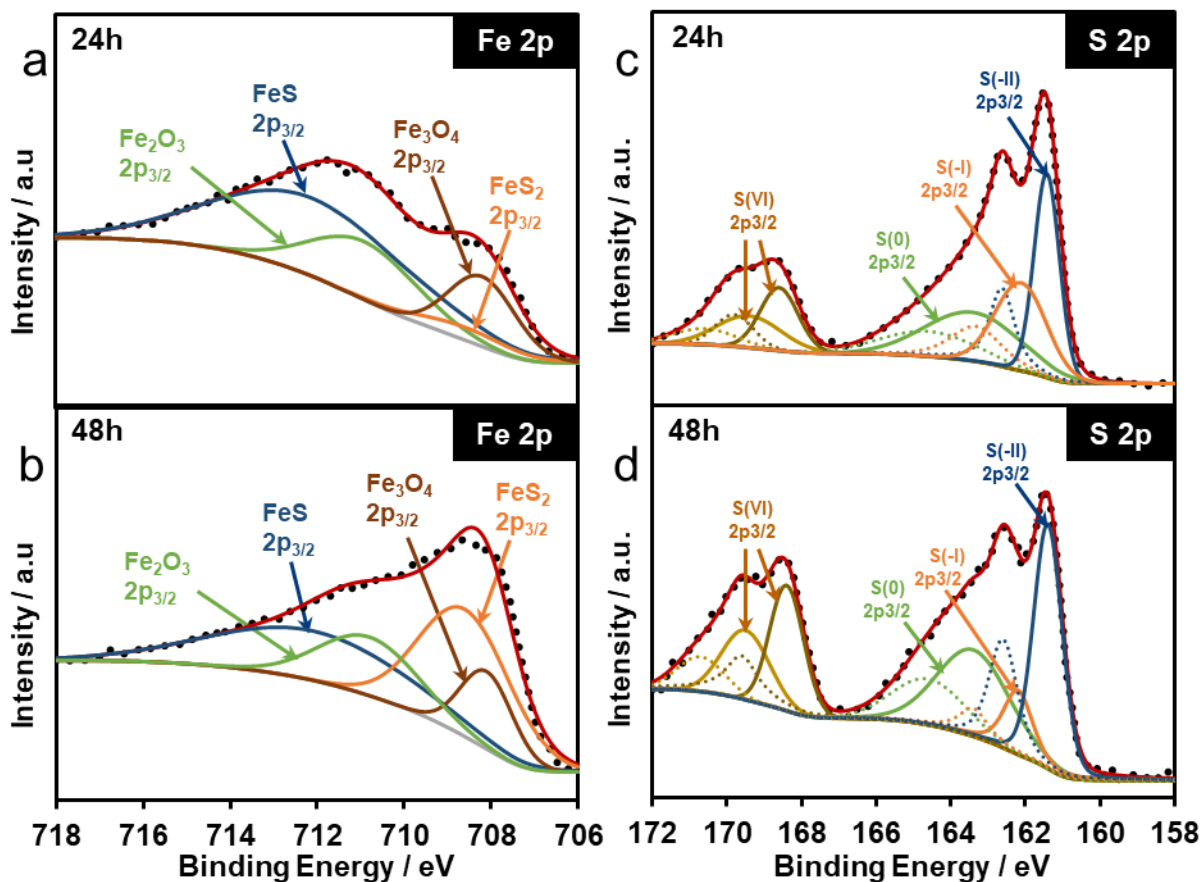 a
24h
Fe 2p
Fe₂O₃
2p₃/₂
FeS
2p₃/₂
Fe₃O₄
2p₃/₂
FeS₂
2p₃/₂
Intensity / a.u
b
48h
Fe 2p
Fe₂O₃
2p₃/₂
FeS
2p₃/₂
Fe₃O₄
2p₃/₂
FeS₂
2p₃/₂
Intensity / a.u
718 716 714 712 710 708 706
Binding Energy / eV
c
24h
S 2p
S(VI)
2p3/2
S(0)
2p3/2
S(-I)
2p3/2
S(-II)
2p3/2
Intensity / a.u.
d
48h
S 2p
S(VI)
2p3/2
S(0)
2p3/2
S(-I)
2p3/2
S(-II)
2p3/2
Intensity / a.u.
172 170 168 166 164 162 160 158
Binding Energy / eV